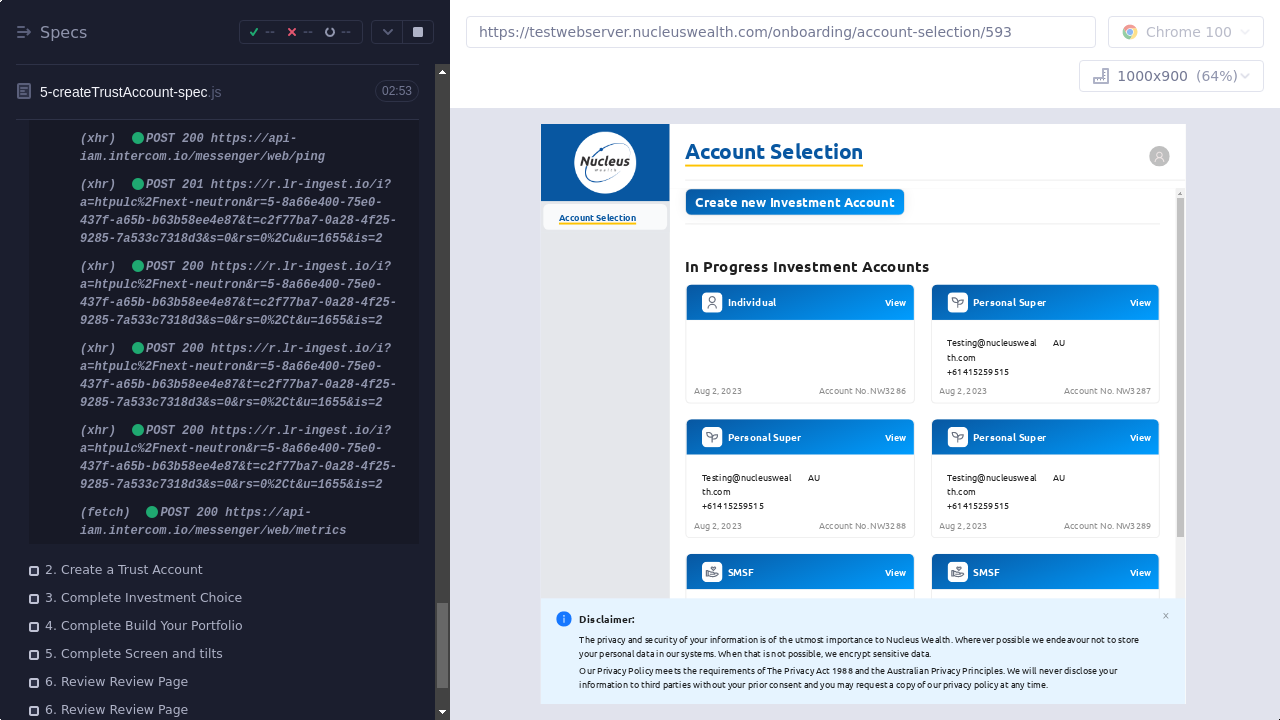 Specs
-- -- --
5-createTrustAccount-spec.js
02:53
(xhr) POST 200 https://api-
iam.intercom.io/messenger/web/ping
(xhr) POST 201 https://r.lr-ingest.io/i?
a=htpulc%2Fnext-neutron&r=5-8a66e400-75e0-
437f-a65b-b63b58ee4e87&t=c2f77ba7-0a28-4f25-
9285-7a533c7318d3&s=0&rs=0%2Cu&u=1655&is=2
(xhr) POST 200 https://r.lr-ingest.io/i?
a=htpulc%2Fnext-neutron&r=5-8a66e400-75e0-
437f-a65b-b63b58ee4e87&t=c2f77ba7-0a28-4f25-
9285-7a533c7318d3&s=0&rs=0%2Ct&u=1655&is=2
(xhr) POST 200 https://r.lr-ingest.io/i?
a=htpulc%2Fnext-neutron&r=5-8a66e400-75e0-
437f-a65b-b63b58ee4e87&t=c2f77ba7-0a28-4f25-
9285-7a533c7318d3&s=0&rs=0%2Ct&u=1655&is=2
(xhr) POST 200 https://r.lr-ingest.io/i?
a=htpulc%2Fnext-neutron&r=5-8a66e400-75e0-
437f-a65b-b63b58ee4e87&t=c2f77ba7-0a28-4f25-
9285-7a533c7318d3&s=0&rs=0%2Ct&u=1655&is=2
(fetch) POST 200 https://api-
iam.intercom.io/messenger/web/metrics
2. Create a Trust Account
3. Complete Investment Choice
4. Complete Build Your Portfolio
5. Complete Screen and tilts
6. Review Review Page
6. Review Review Page
https://testwebserver.nucleuswealth.com/onboarding/account-selection/593
Chrome 100
1000x900 (64%)
Nucleus
Wealth
Account Selection
Account Selection
Create new Investment Account
In Progress Investment Accounts
Individual View
Aug 2, 2023 Account No. NW3286
Personal Super View
Testing@nucleusweal AU
th.com
+61415259515
Aug 2, 2023 Account No. NW3287
Personal Super View
Testing@nucleusweal AU
th.com
+61415259515
Aug 2, 2023 Account No. NW3288
Personal Super View
Testing@nucleusweal AU
th.com
+61415259515
Aug 2, 2023 Account No. NW3289
SMSF View
SMSF View
Disclaimer:
The privacy and security of your information is of the utmost importance to Nucleus Wealth. Wherever possible we endeavour not to store
your personal data in our systems. When that is not possible, we encrypt sensitive data.
Our Privacy Policy meets the requirements of The Privacy Act 1988 and the Australian Privacy Principles. We will never disclose your
information to third parties without your prior consent and you may request a copy of our privacy policy at any time.